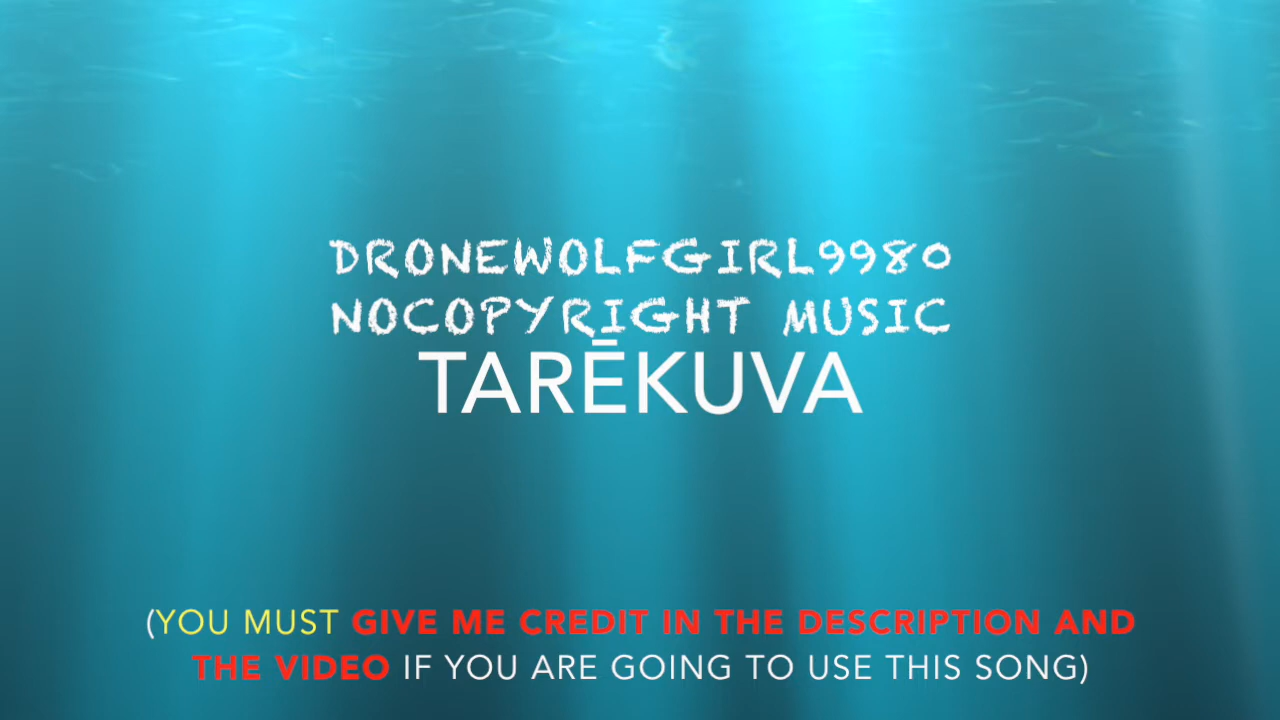 DRONEWOLFGIRL9980
NOCOPYRIGHT MUSIC
TARĒKUVA
(YOU MUST GIVE ME CREDIT IN THE DESCRIPTION AND
THE VIDEO IF YOU ARE GOING TO USE THIS SONG)